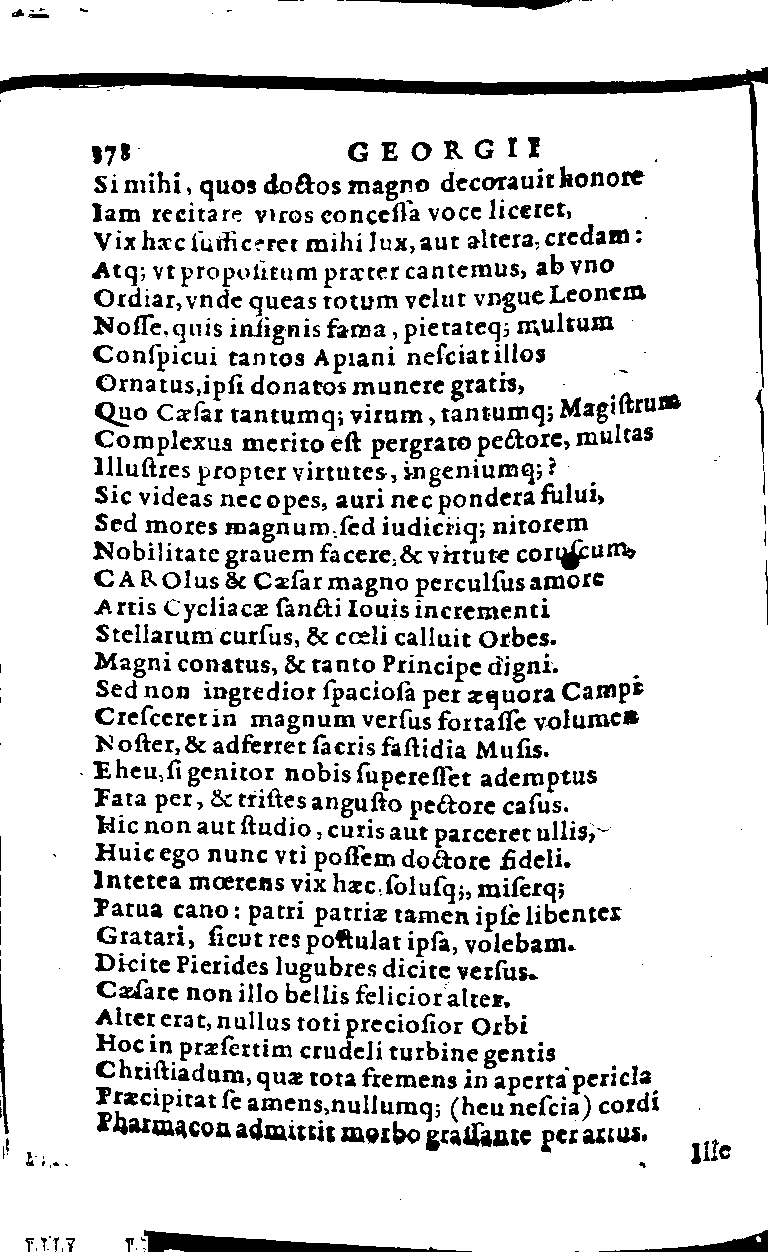 378 GEORGII
Si mihi, quos doctos magno decorauit honore
Iam recitare viros concessa voce liceret,
Vix hæc sufficeret mihi lux, aut altera, credam:
Atq; vt propositum præter cantemus, ab vno
Ordiar, vnde queas totum velut vngue Leonem
Nosse, quis insignis fama, pietateq; multum
Conspicui tantos Apiani nesciat illos
Ornatus, ipsi donatos munere gratis,
Quo Cæsar tantumq; virum, tantumq; Magistrum
Complexus merito est pergrato pectore, multas
Illustres propter virtutes, ingeniumq;?
Sic videas nec opes, auri nec pondera fului,
Sed mores magnum, sed iudiciiq; nitorem
Nobilitate grauem facere, & virtute coruscum,
CAROlus & Cæsar magno perculsus amore
Artis Cycliacæ sancti Iouis incrementi
Stellarum cursus, & cœli calluit Orbes.
Magni conatus, & tanto Principe digni.
Sed non ingredior spaciosa per æquora Campi
Cresceret in magnum versus fortasse volumen
Noster, & adferret sacris fastidia Musis.
Eheu, si genitor nobis superesset ademptus
Fata per, & tristes angusto pectore casus.
Hic non aut studio, curis aut parceret ullis,
Huic ego nunc vti possem doctore fideli.
Interea mœrens vix hæc, solusq;, miserq;
Parua cano: patri patriæ tamen ipse libenter
Gratari, sicut res postulat ipsa, volebam.
Dicite Pierides lugubres dicite versus.
Cæsare non illo bellis felicior alter,
Alter erat, nullus toti preciosior Orbi
Hoc in præsertim crudeli turbine gentis
Christiadum, quæ tota fremens in aperta pericla
Præcipitat se amens, nullumq; (heu nescia) cordi
Pharmacon admittit morbo grassante per artus.
Ille